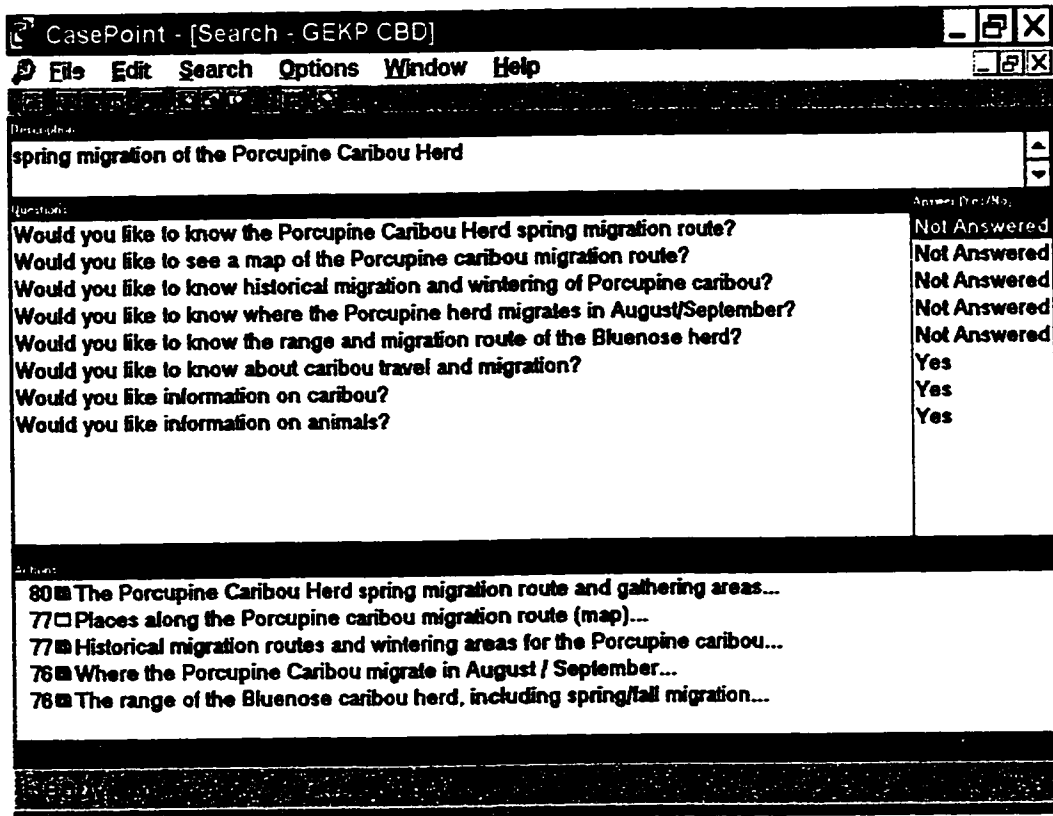 CasePoint - [Search - GEKP CBD]
File Edit Search Options Window Help
Description
spring migration of the Porcupine Caribou Herd
Questions Answer (Yes/No)
Would you like to know the Porcupine Caribou Herd spring migration route? Not Answered
Would you like to see a map of the Porcupine caribou migration route? Not Answered
Would you like to know historical migration and wintering of Porcupine caribou? Not Answered
Would you like to know where the Porcupine herd migrates in August/September? Not Answered
Would you like to know the range and migration route of the Bluenose herd? Not Answered
Would you like to know about caribou travel and migration? Yes
Would you like information on caribou? Yes
Would you like information on animals? Yes
Actions
80 The Porcupine Caribou Herd spring migration route and gathering areas...
77 Places along the Porcupine caribou migration route (map)...
77 Historical migration routes and wintering areas for the Porcupine caribou...
76 Where the Porcupine Caribou migrate in August / September...
76 The range of the Bluenose caribou herd, including spring/fall migration...